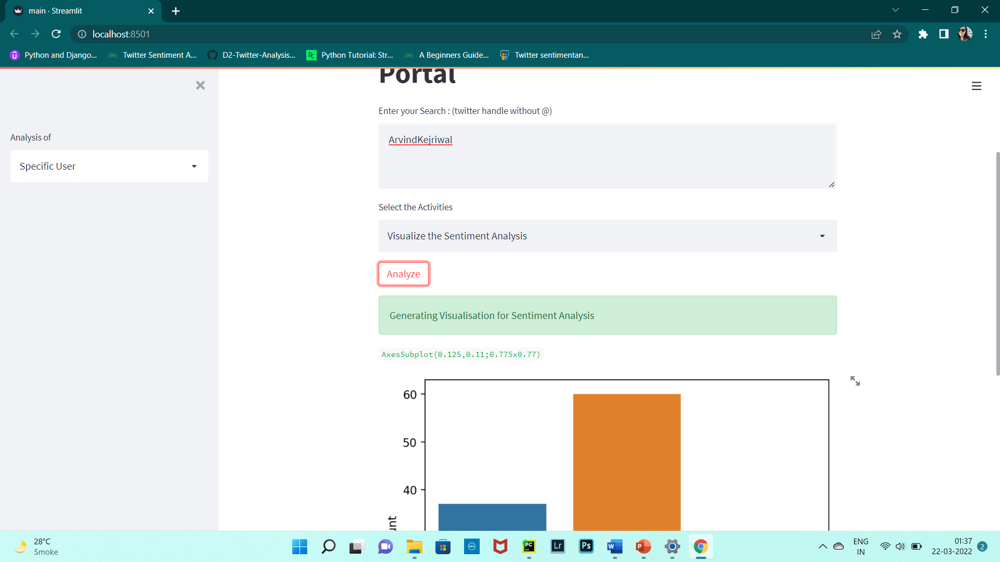 main · Streamlit
localhost:8501
Python and Django...
Twitter Sentiment A...
D2-Twitter-Analysis...
Python Tutorial: Str...
A Beginners Guide...
Twitter sentimentan...
Portal
Enter your Search : (twitter handle without @)
ArvindKejriwal
Analysis of
Specific User
Select the Activities
Visualize the Sentiment Analysis
Analyze
Generating Visualisation for Sentiment Analysis
AxesSubplot(0.125,0.11;0.775x0.77)
60
50
40
28°C
Smoke
PC
Lr
Ps
W
P
ENG
IN
01:37
22-03-2022
2